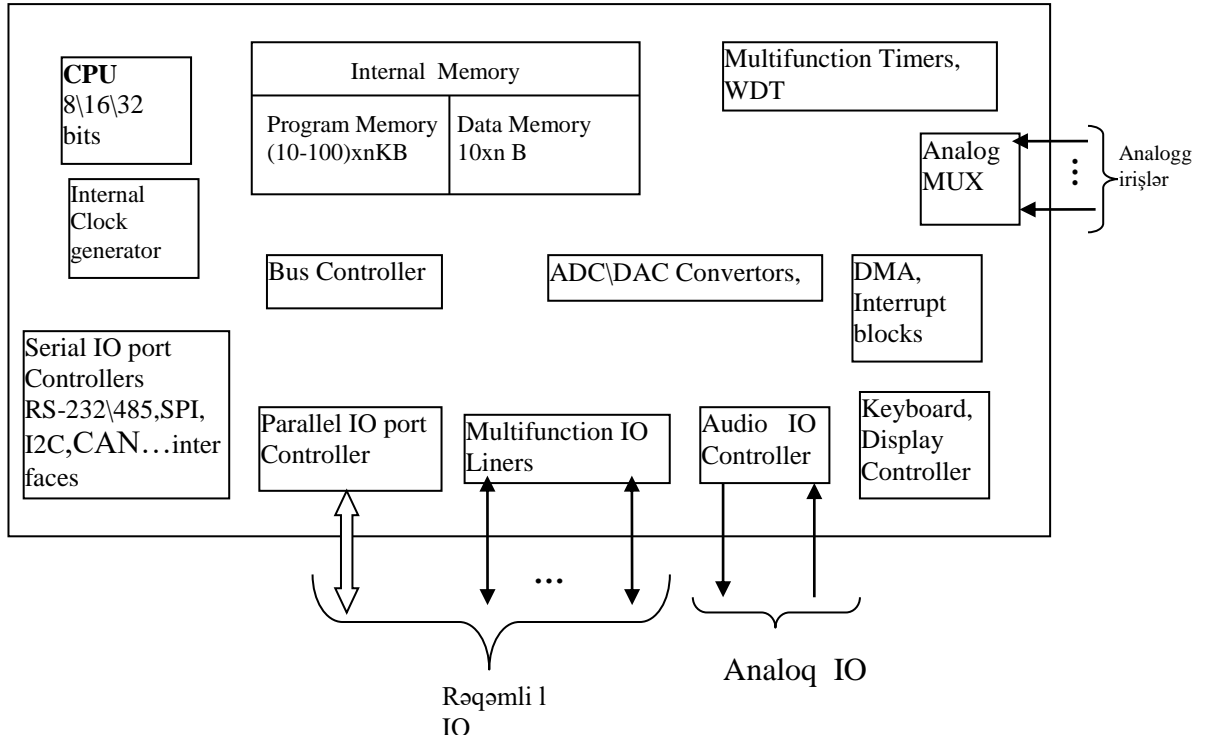 CPU
8\16\32
bits
Internal Memory
Program Memory
(10-100)xnKB
Data Memory
10xn B
Multifunction Timers,
WDT
Analog
MUX
Analogg
irişlər
Internal
Clock
generator
Bus Controller
ADC\DAC Convertors,
DMA,
Interrupt
blocks
Serial IO port
Controllers
RS-232\485,SPI,
I2C,CAN…inter
faces
Parallel IO port
Controller
Multifunction IO
Liners
Audio IO
Controller
Keyboard,
Display
Controller
...
Analoq IO
Rəqəmli l
IO